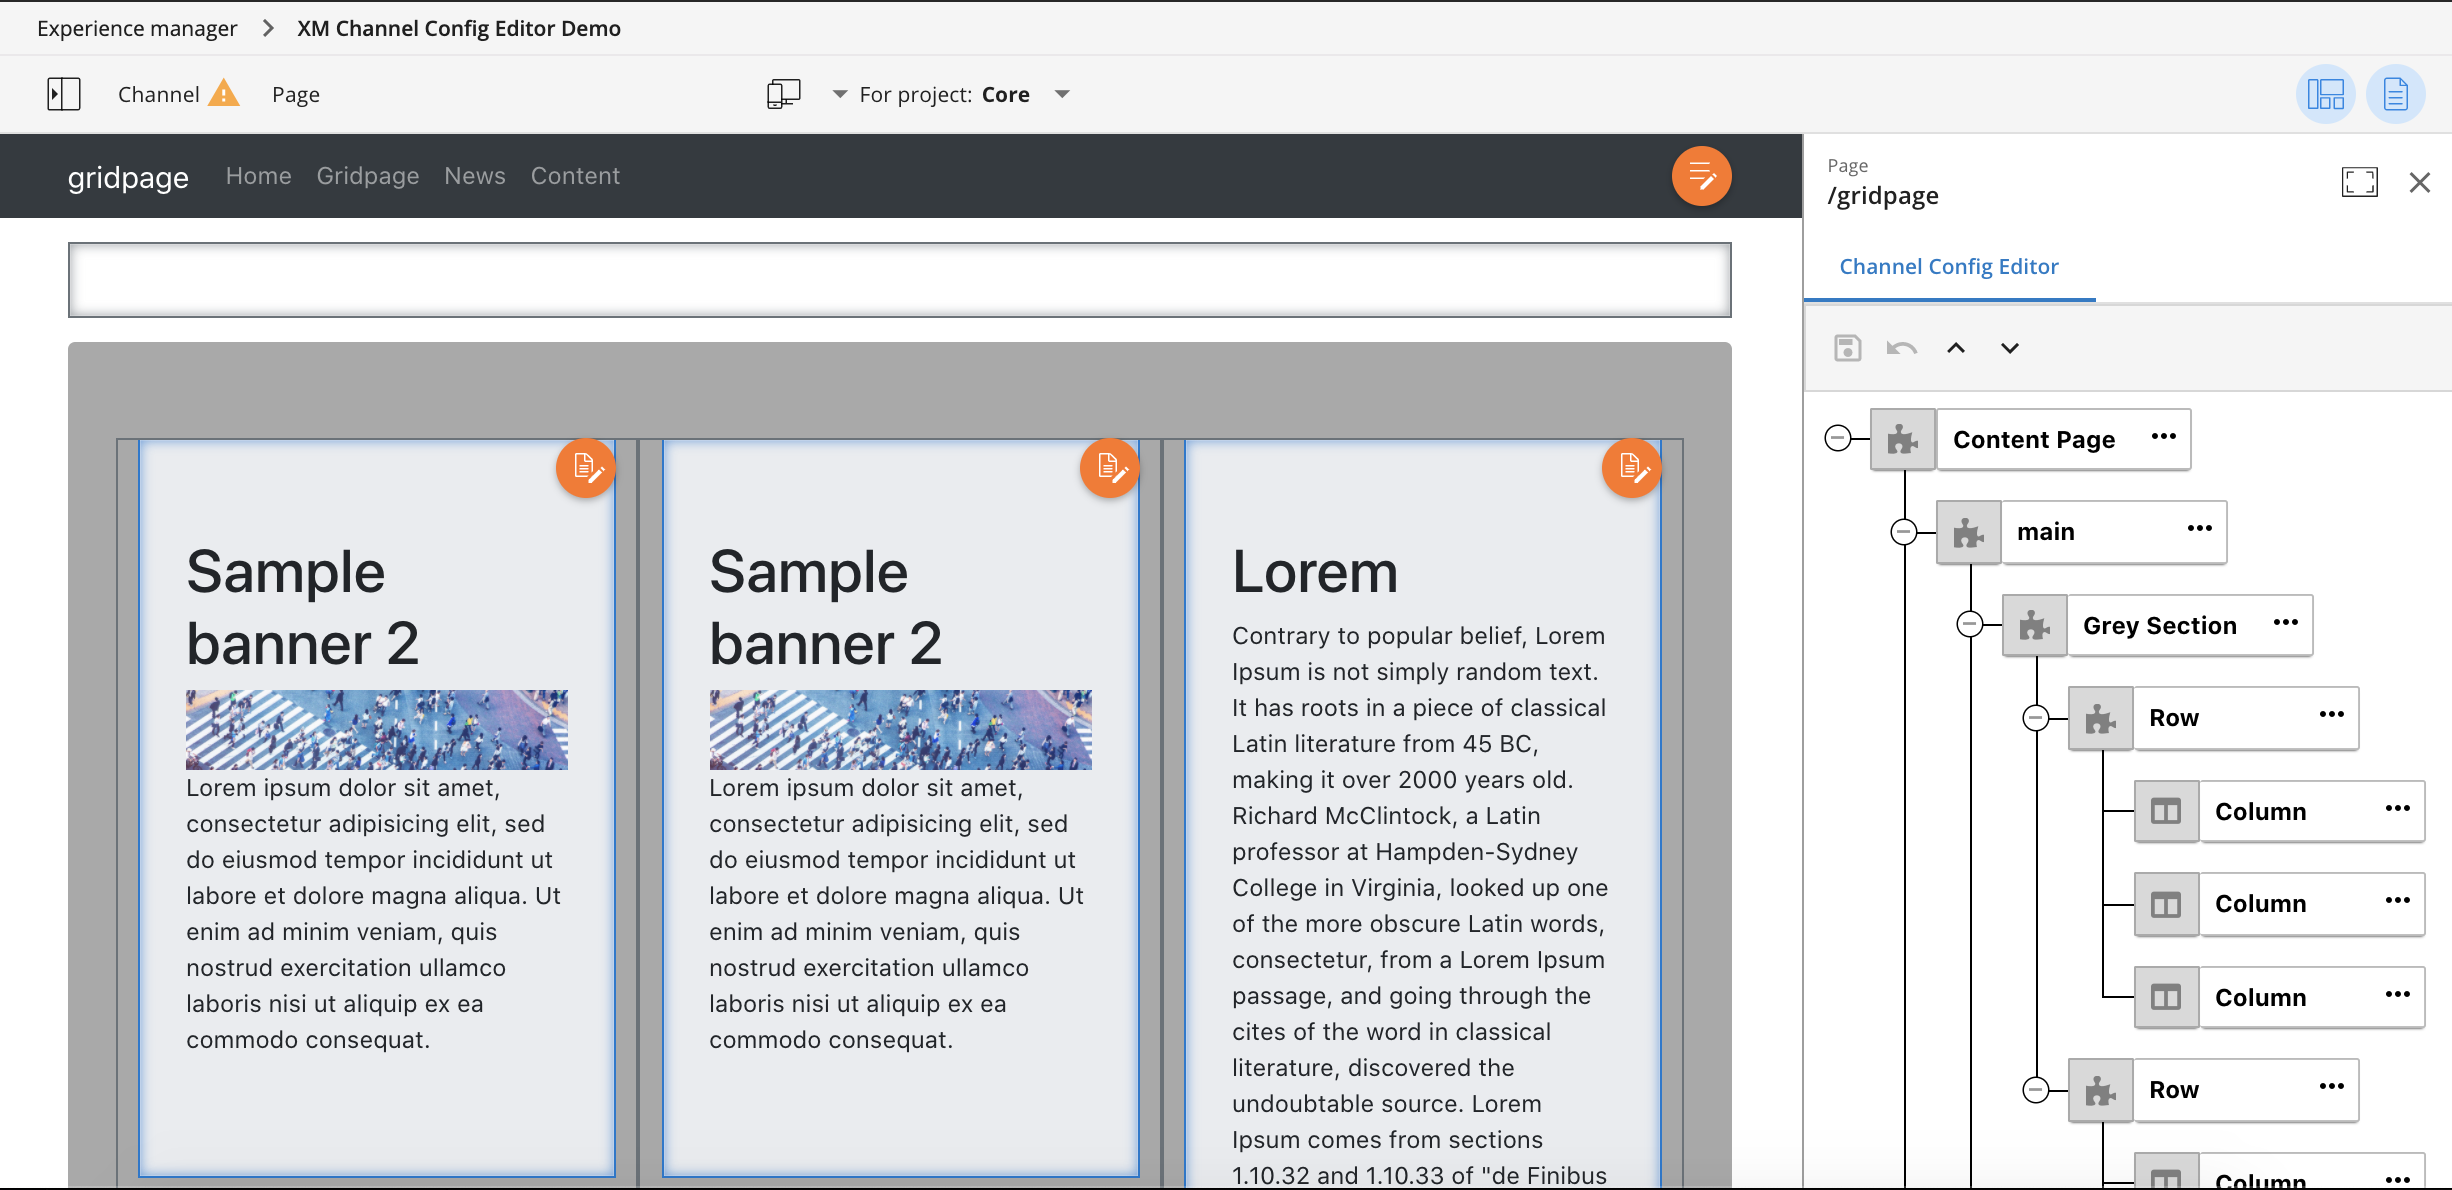 Experience manager > XM Channel Config Editor Demo
Channel Page For project: Core
gridpage Home Gridpage News Content
Sample
banner 2
Lorem ipsum dolor sit amet,
consectetur adipisicing elit, sed
do eiusmod tempor incididunt ut
labore et dolore magna aliqua. Ut
enim ad minim veniam, quis
nostrud exercitation ullamco
laboris nisi ut aliquip ex ea
commodo consequat.
Sample
banner 2
Lorem ipsum dolor sit amet,
consectetur adipisicing elit, sed
do eiusmod tempor incididunt ut
labore et dolore magna aliqua. Ut
enim ad minim veniam, quis
nostrud exercitation ullamco
laboris nisi ut aliquip ex ea
commodo consequat.
Lorem
Contrary to popular belief, Lorem
Ipsum is not simply random text.
It has roots in a piece of classical
Latin literature from 45 BC,
making it over 2000 years old.
Richard McClintock, a Latin
professor at Hampden-Sydney
College in Virginia, looked up one
of the more obscure Latin words,
consectetur, from a Lorem Ipsum
passage, and going through the
cites of the word in classical
literature, discovered the
undoubtable source. Lorem
Ipsum comes from sections
1.10.32 and 1.10.33 of "de Finibus
Page
/gridpage
Channel Config Editor
Content Page
main
Grey Section
Row
Column
Column
Column
Row
Column